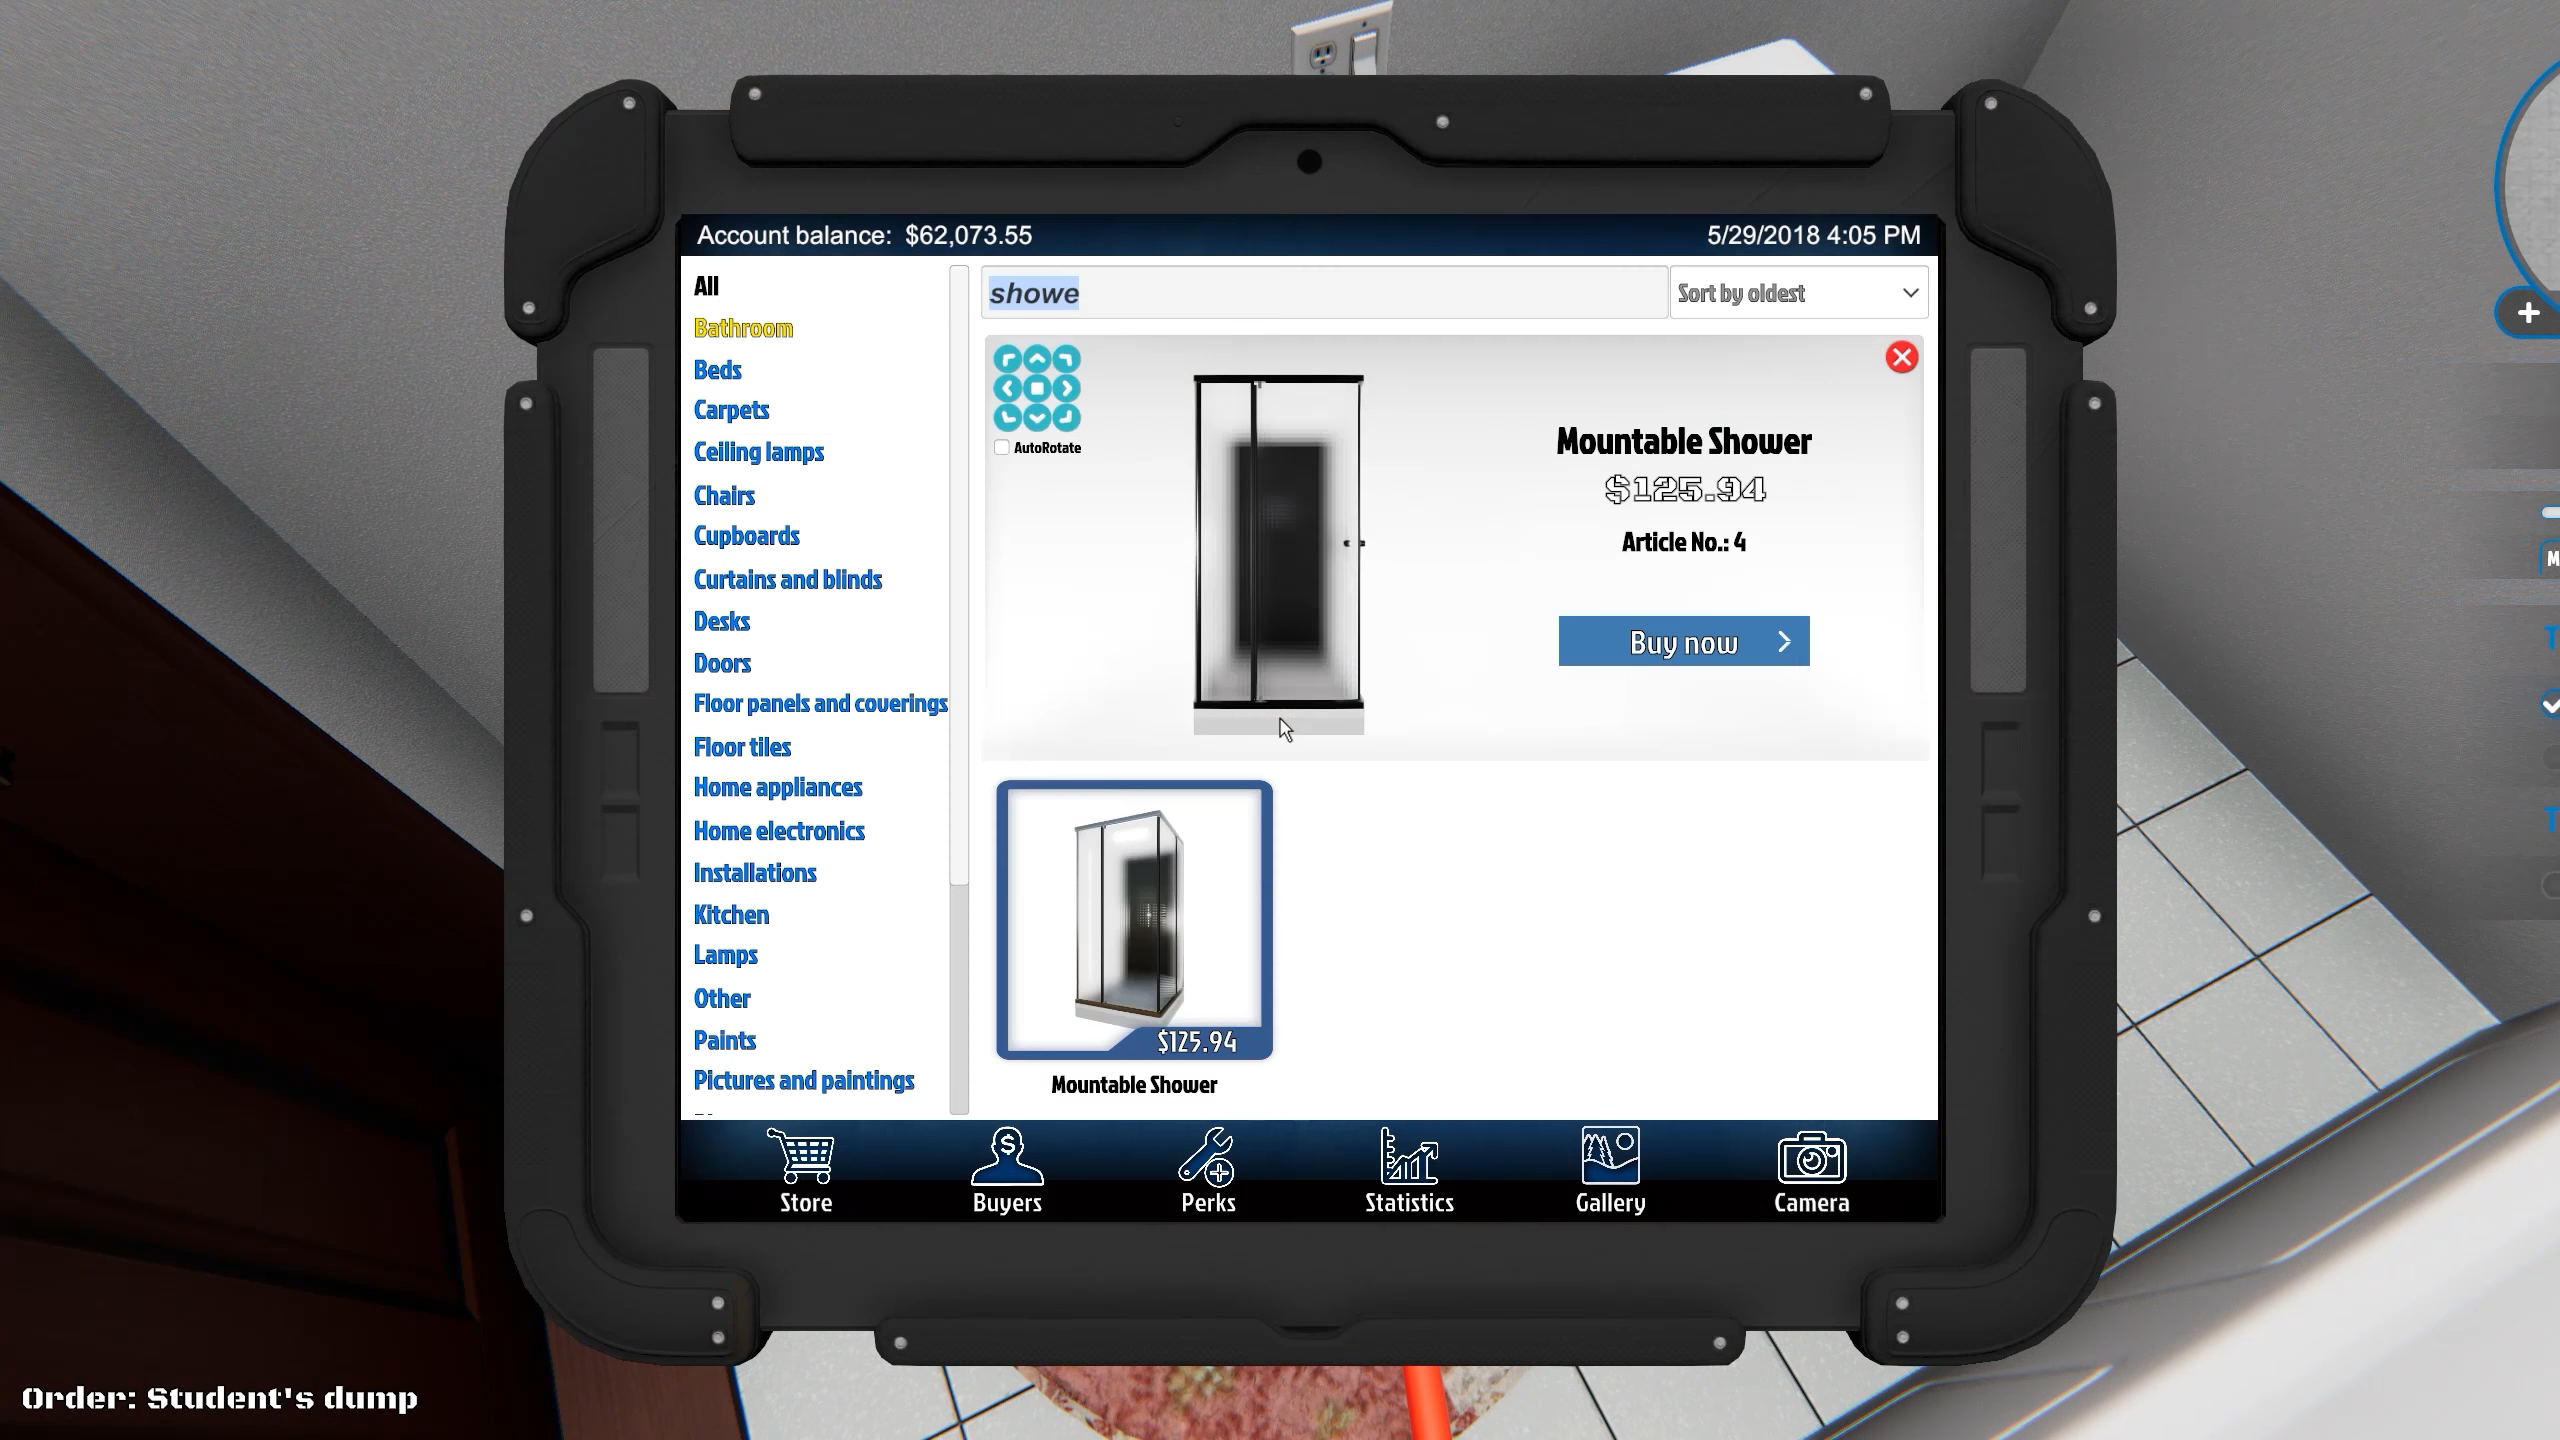 Account balance: $62,073.55
5/29/2018 4:05 PM
All
Bathroom
Beds
Carpets
Ceiling lamps
Chairs
Cupboards
Curtains and blinds
Desks
Doors
Floor panels and coverings
Floor tiles
Home appliances
Home electronics
Installations
Kitchen
Lamps
Other
Paints
Pictures and paintings
showe
Sort by oldest
AutoRotate
Mountable Shower
$125.94
Article No.: 4
Buy now
$125.94
Mountable Shower
Store
Buyers
Perks
Statistics
Gallery
Camera
Order: Student's dump